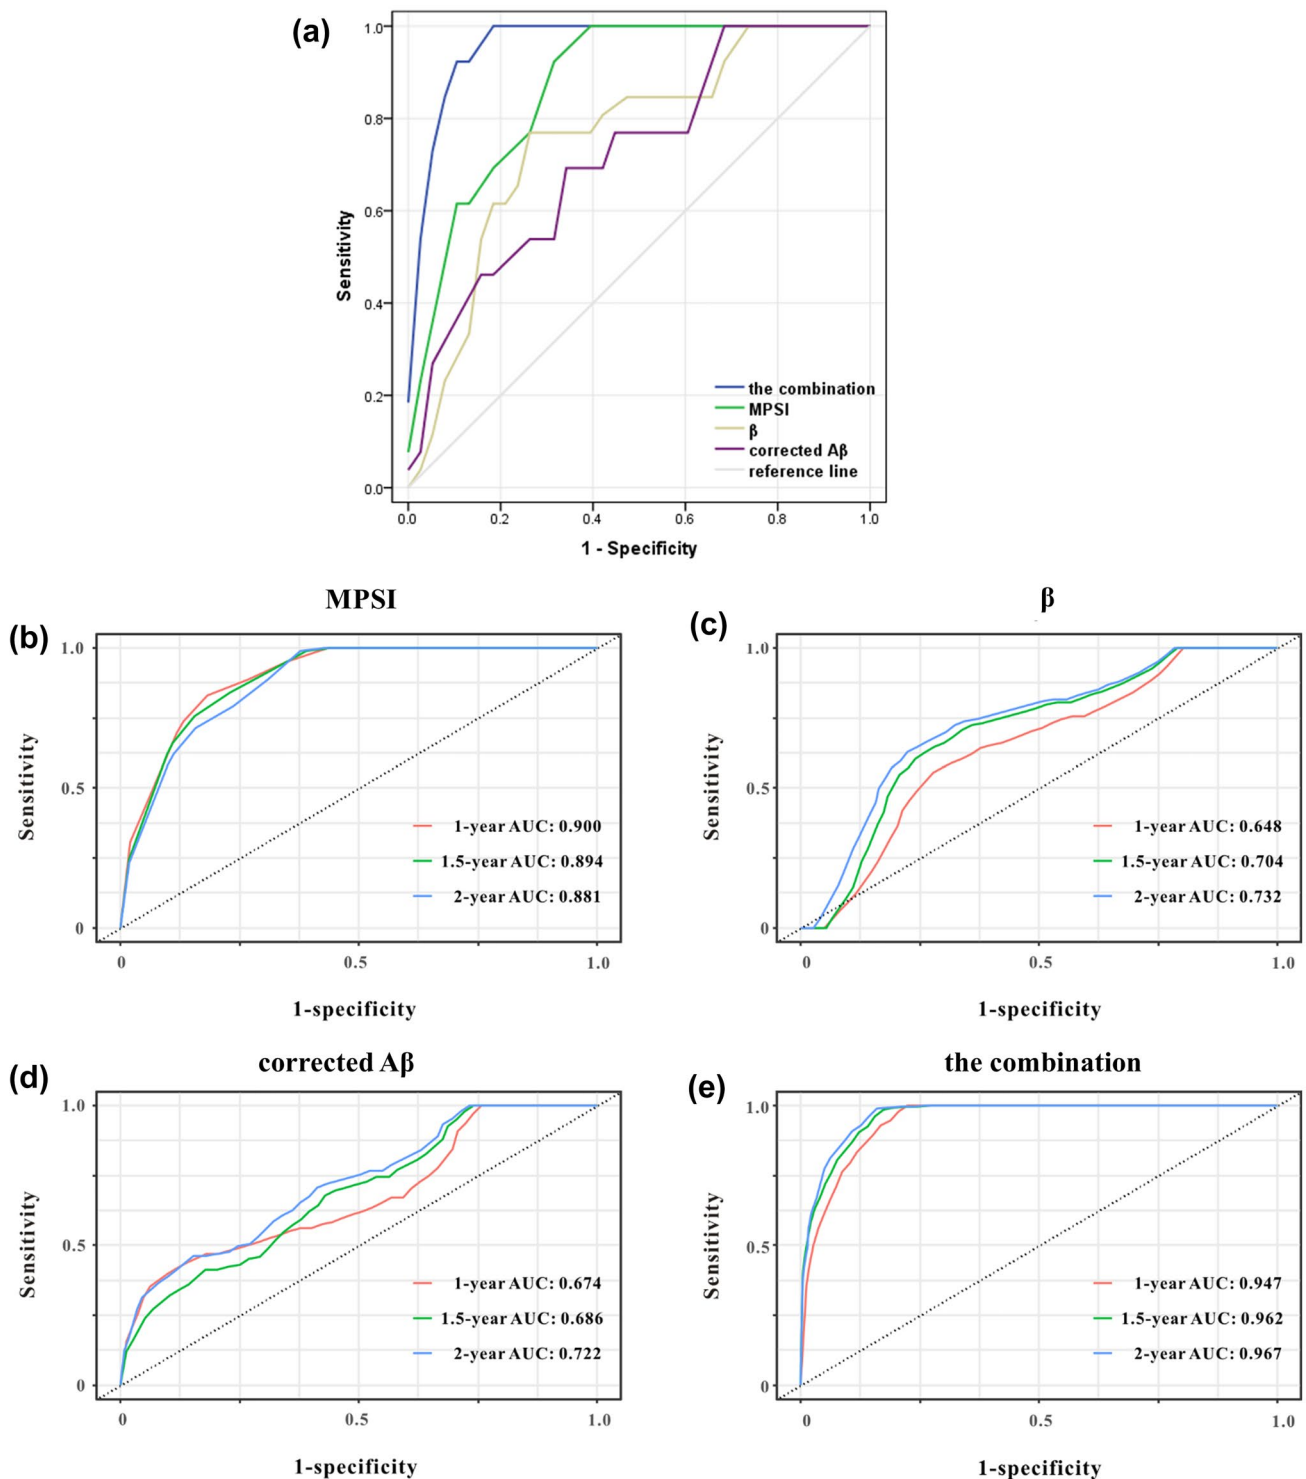 (a)
1.0
0.8
0.6
0.4
0.2
0.0
Sensitivity
the combination
MPSI
β
corrected Aβ
reference line
0.0 0.2 0.4 0.6 0.8 1.0
1 - Specificity
(b)
MPSI
1.0
0.5
0
Sensitivity
1-year AUC: 0.900
1.5-year AUC: 0.894
2-year AUC: 0.881
0 0.5 1.0
1-specificity
(c)
β
1.0
0.5
0
Sensitivity
1-year AUC: 0.648
1.5-year AUC: 0.704
2-year AUC: 0.732
0 0.5 1.0
1-specificity
(d)
corrected Aβ
1.0
0.5
0
Sensitivity
1-year AUC: 0.674
1.5-year AUC: 0.686
2-year AUC: 0.722
0 0.5 1.0
1-specificity
(e)
the combination
1.0
0.5
0
Sensitivity
1-year AUC: 0.947
1.5-year AUC: 0.962
2-year AUC: 0.967
0 0.5 1.0
1-specificity